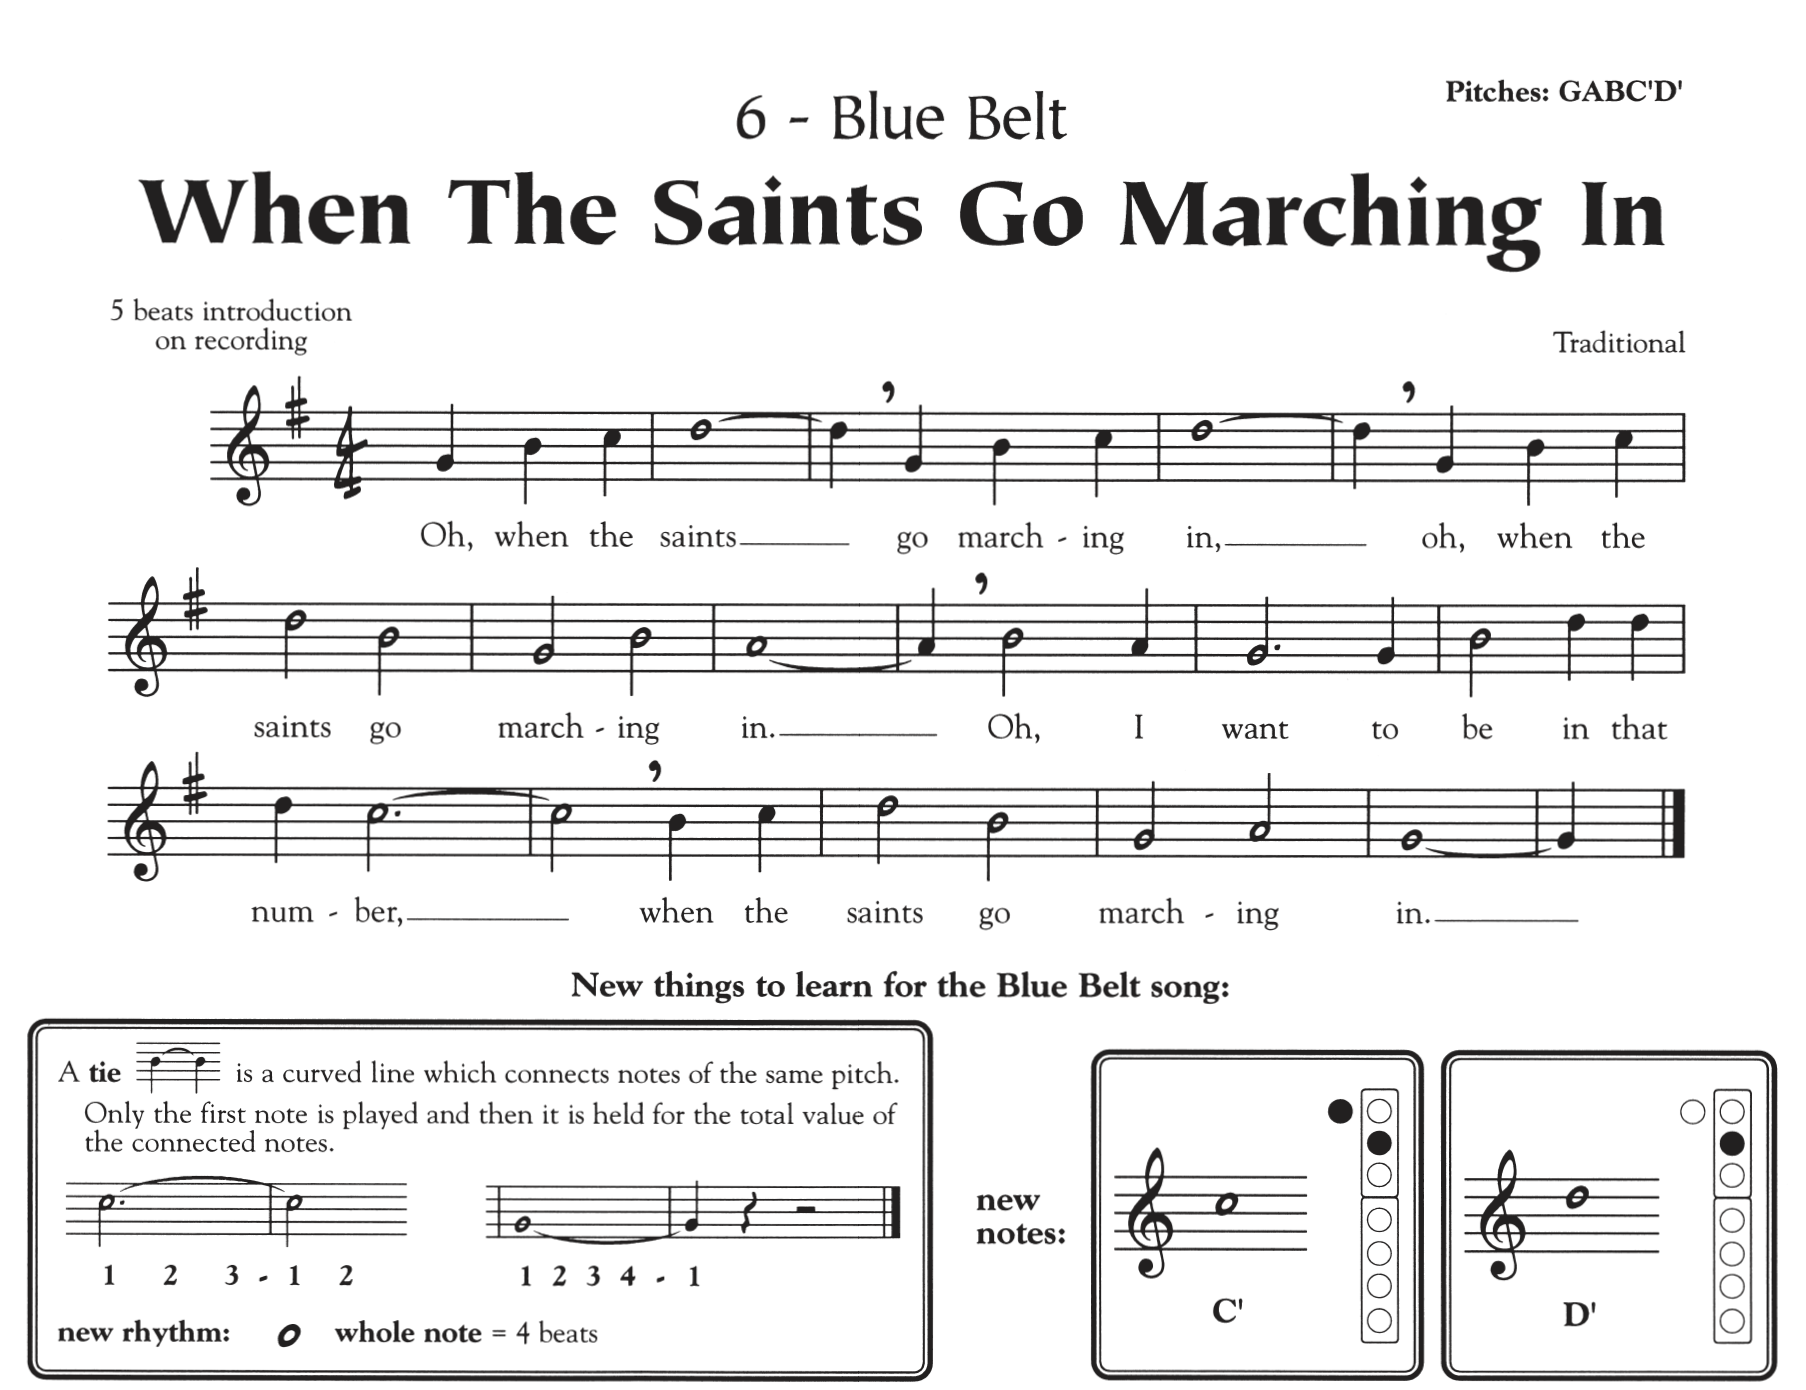 Pitches: GABC'D'
6 - Blue Belt
When The Saints Go Marching In
5 beats introduction
on recording
Traditional
Oh, when the saints go march - ing in, oh, when the
saints go march - ing in. Oh, I want to be in that
num - ber, when the saints go march - ing in.
New things to learn for the Blue Belt song:
A tie is a curved line which connects notes of the same pitch.
Only the first note is played and then it is held for the total value of
the connected notes.
1 2 3 - 1 2
1 2 3 4 - 1
new rhythm: whole note = 4 beats
new
notes:
C'
D'